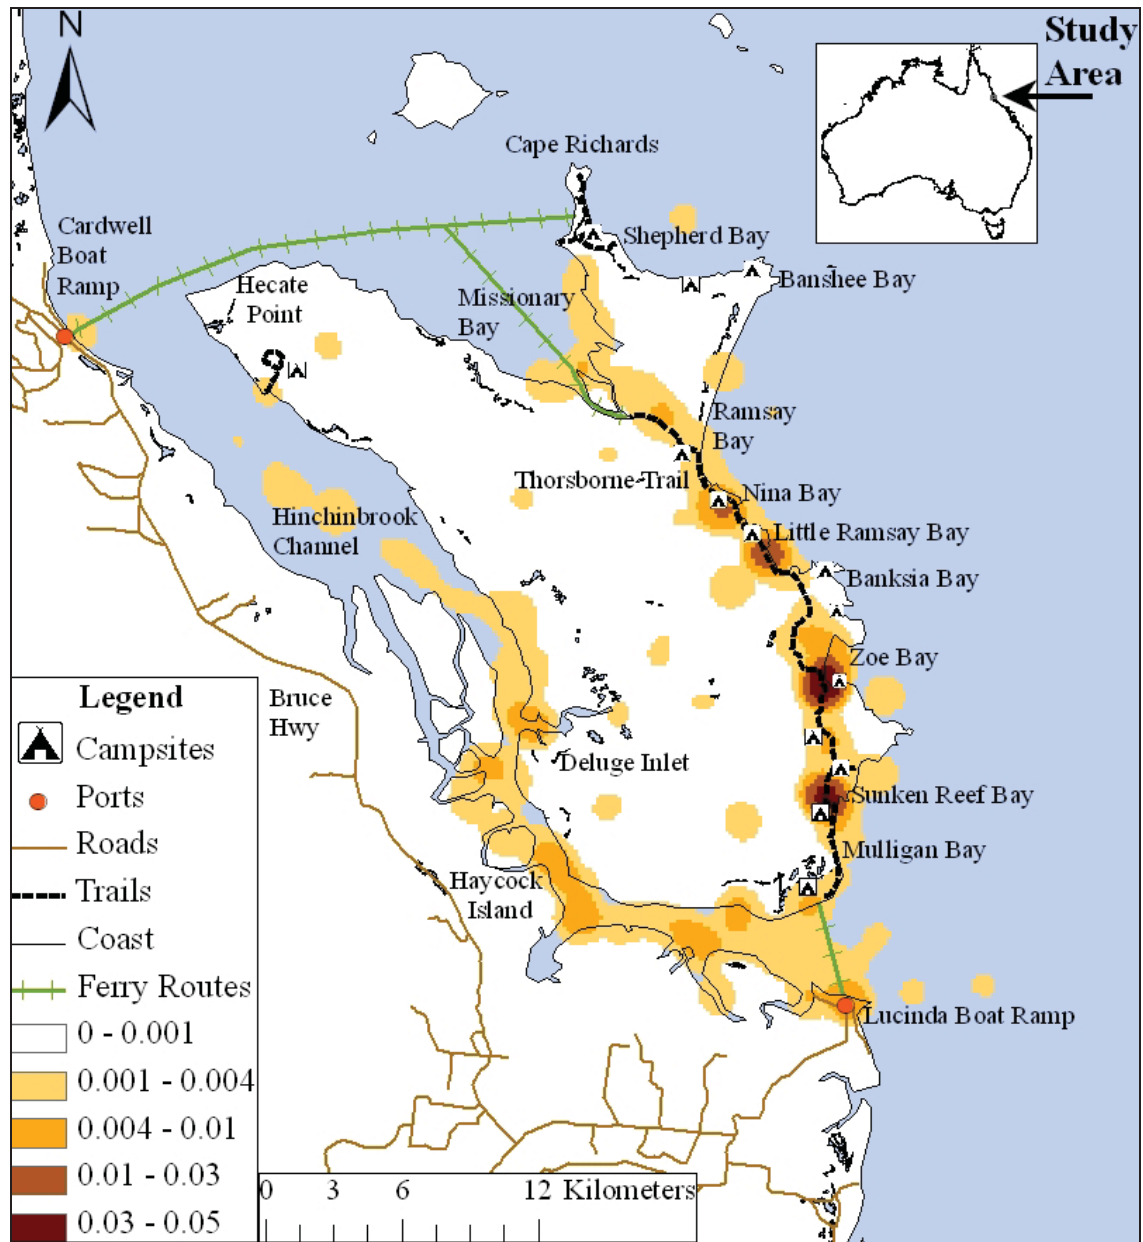 N
Study
Area
Cape Richards
Cardwell
Boat
Ramp
Shepherd Bay
Hecate
Point
Missionary
Bay
Banshee Bay
Ramsay
Bay
Thorsborne Trail
Nina Bay
Hinchinbrook
Channel
Little Ramsay Bay
Banksia Bay
Zoe Bay
Bruce
Hwy
Deluge Inlet
Sunken Reef Bay
Mulligan Bay
Haycock
Island
Lucinda Boat Ramp
Legend
Campsites
Ports
Roads
Trails
Coast
Ferry Routes
0 - 0.001
0.001 - 0.004
0.004 - 0.01
0.01 - 0.03
0.03 - 0.05
0 3 6 12 Kilometers